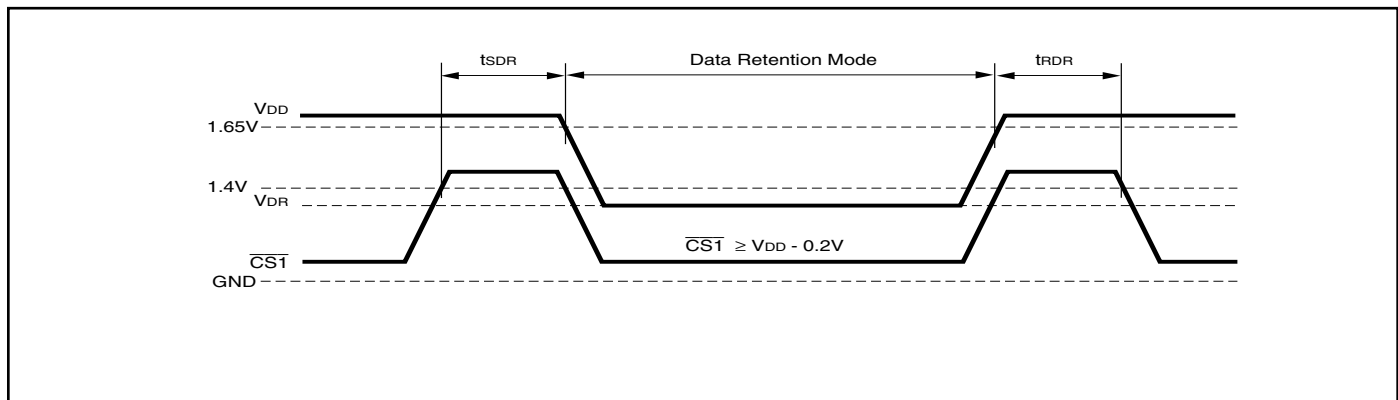 tSDR Data Retention Mode tRDR
VDD
1.65V
1.4V
VDR
CS1 ≥ VDD - 0.2V
CS1
GND